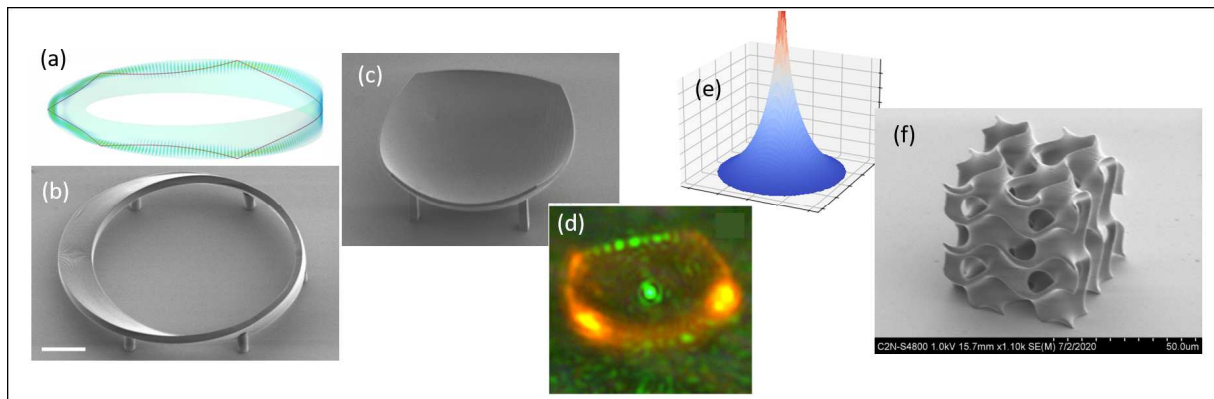 (a)
(b)
(c)
(d)
(e)
(f)
C2N-S4800 1.0kV 15.7mm x1.10k SE(M) 7/2/2020
50.0um